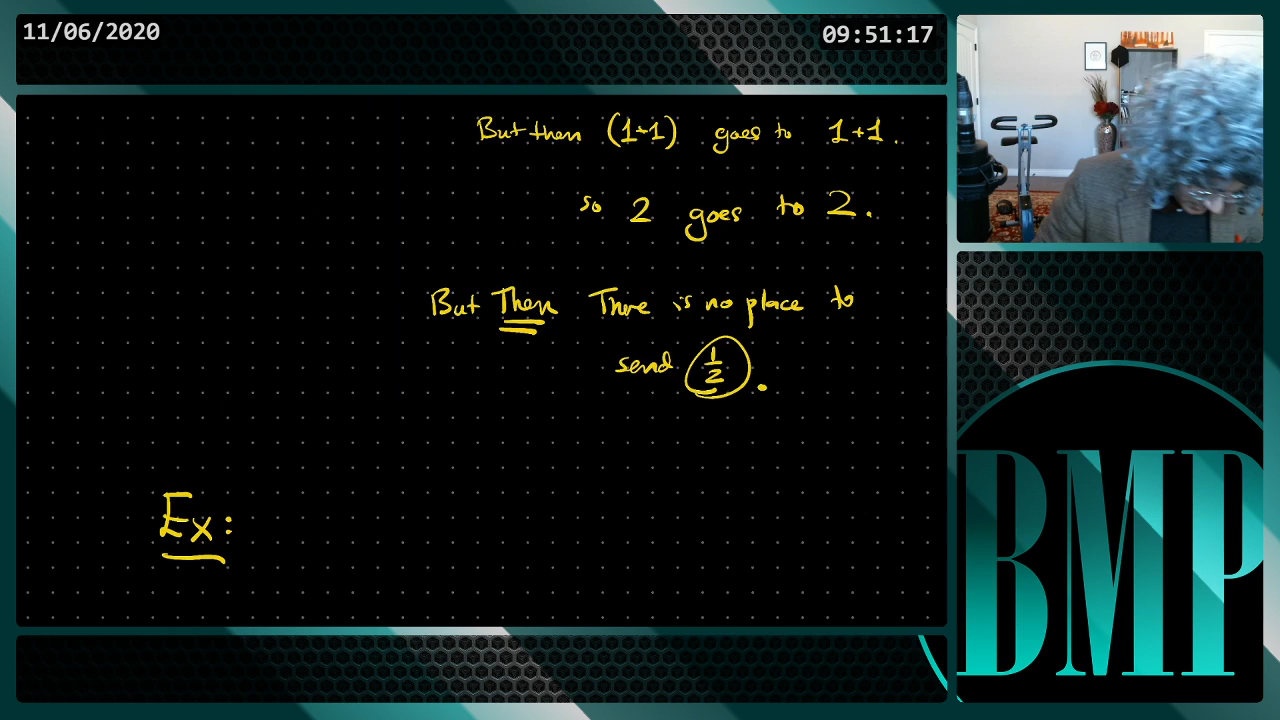 11/06/2020
09:51:17
But then (1+1) goes to 1+1.
so 2 goes to 2.
But Then There is no place to
send 1/2.
Ex:
BMP